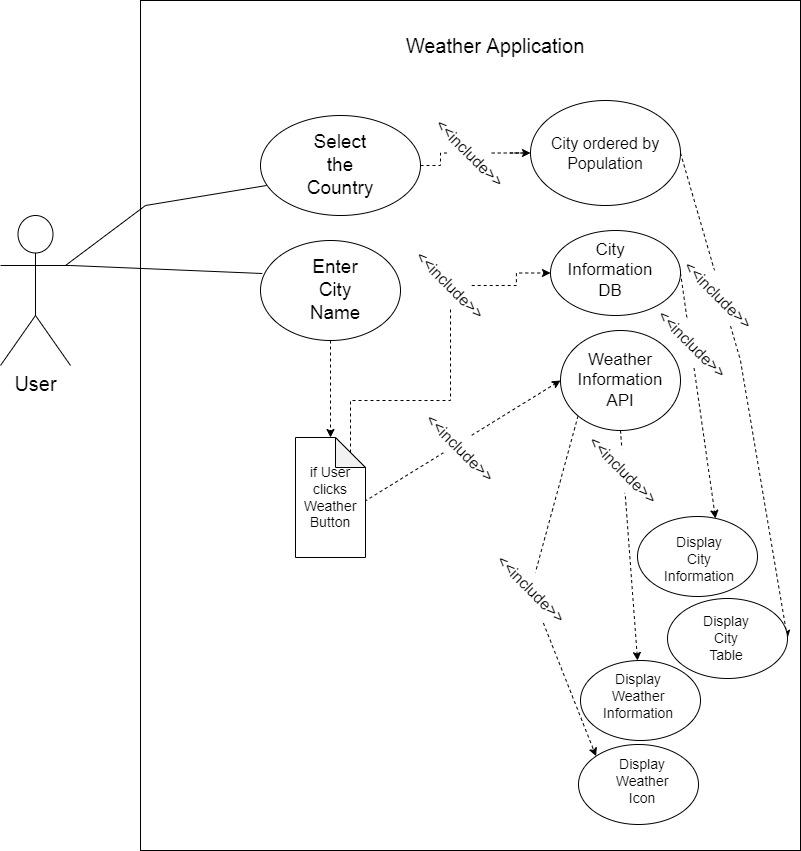 Weather Application
Select
the
Country
<<include>>
City ordered by
Population
User
Enter
City
Name
<<include>>
City
Information
DB
<<include>>
<<include>>
Weather
Information
API
if User
clicks
Weather
Button
<<include>>
<<include>>
<<include>>
Display
City
Information
Display
City
Table
Display
Weather
Information
Display
Weather
Icon